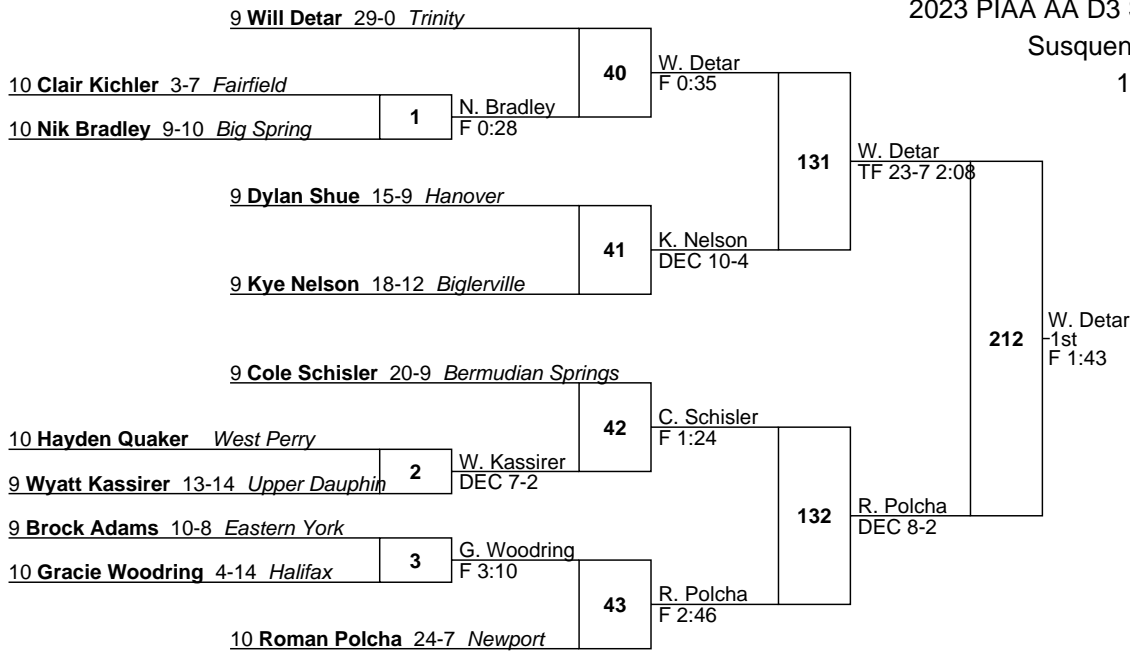 2023 PIAA AA D3
Susquen
1
9 Will Detar 29-0 Trinity
40
W. Detar
F 0:35
10 Clair Kichler 3-7 Fairfield
1
N. Bradley
F 0:28
10 Nik Bradley 9-10 Big Spring
131
W. Detar
TF 23-7 2:08
9 Dylan Shue 15-9 Hanover
41
K. Nelson
DEC 10-4
9 Kye Nelson 18-12 Biglerville
212
W. Detar
1st
F 1:43
9 Cole Schisler 20-9 Bermudian Springs
42
C. Schisler
F 1:24
10 Hayden Quaker West Perry
2
W. Kassirer
DEC 7-2
9 Wyatt Kassirer 13-14 Upper Dauphin
132
R. Polcha
DEC 8-2
9 Brock Adams 10-8 Eastern York
3
G. Woodring
F 3:10
10 Gracie Woodring 4-14 Halifax
43
R. Polcha
F 2:46
10 Roman Polcha 24-7 Newport